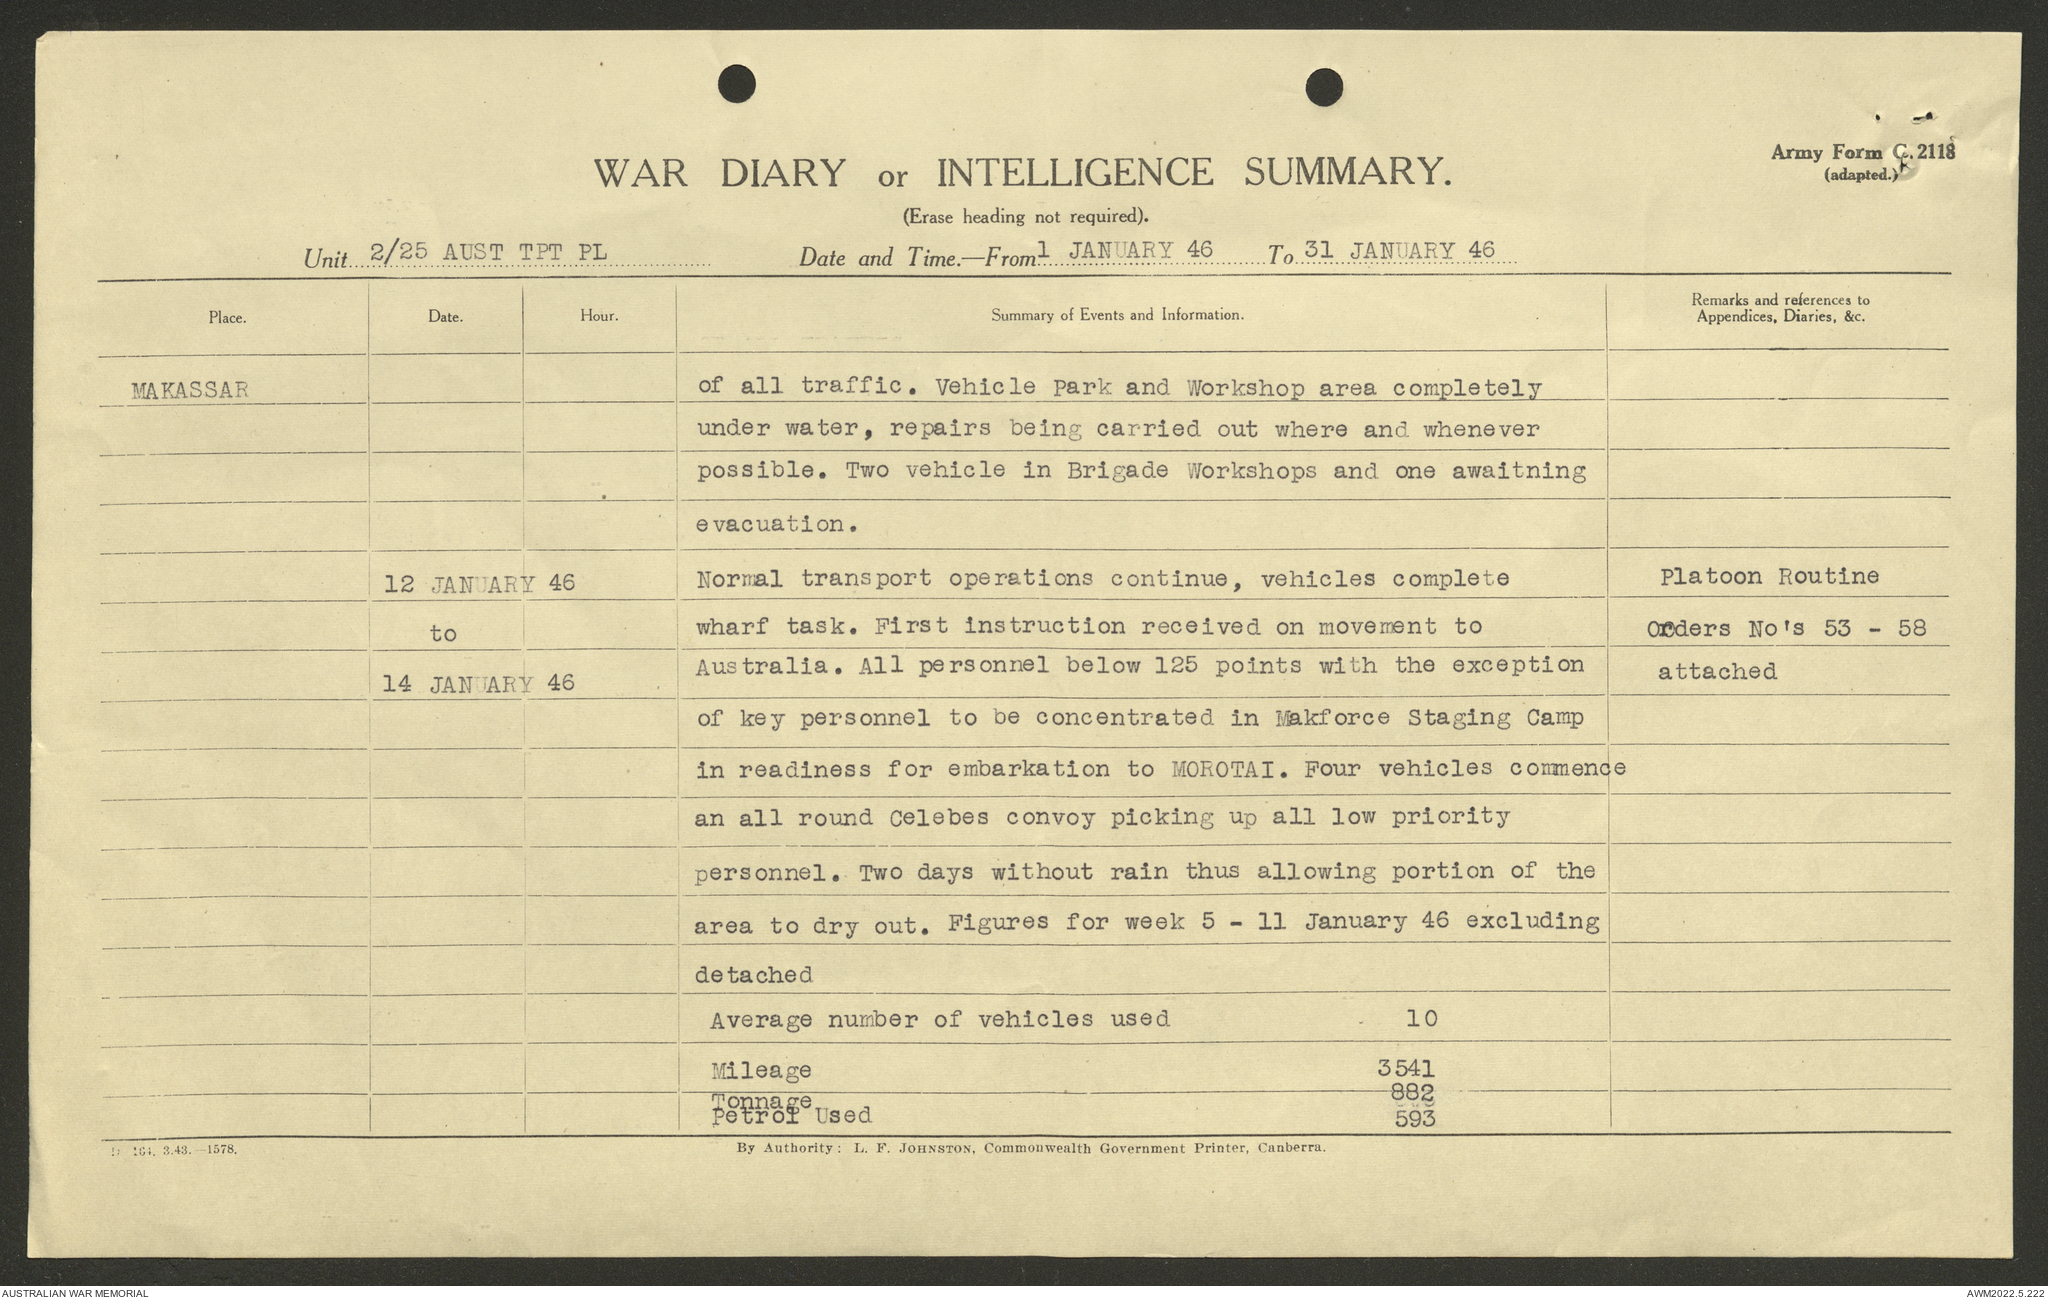 Army Form C. 2118
(adapted.)
WAR DIARY or INTELLIGENCE SUMMARY.
(Erase heading not required).
Unit 2/25 AUST TPT PL Date and Time.—From 1 JANUARY 46 To 31 JANUARY 46
Place. Date. Hour. Summary of Events and Information. Remarks and references to
Appendices, Diaries, &c.
MAKASSAR of all traffic. Vehicle Park and Workshop area completely
under water, repairs being carried out where and whenever
possible. Two vehicle in Brigade Workshops and one awaitning
evacuation.
12 JANUARY 46 Normal transport operations continue, vehicles complete Platoon Routine
to wharf task. First instruction received on movement to Orders No's 53 - 58
14 JANUARY 46 Australia. All personnel below 125 points with the exception attached
of key personnel to be concentrated in Makforce Staging Camp
in readiness for embarkation to MOROTAI. Four vehicles commence
an all round Celebes convoy picking up all low priority
personnel. Two days without rain thus allowing portion of the
area to dry out. Figures for week 5 - 11 January 46 excluding
detached
Average number of vehicles used 10
Mileage 3541
Tonnage 882
Petrol Used 593
D 164. 3.43.—1578. By Authority: L. F. JOHNSTON, Commonwealth Government Printer, Canberra.
AUSTRALIAN WAR MEMORIAL AWM2022.5.222